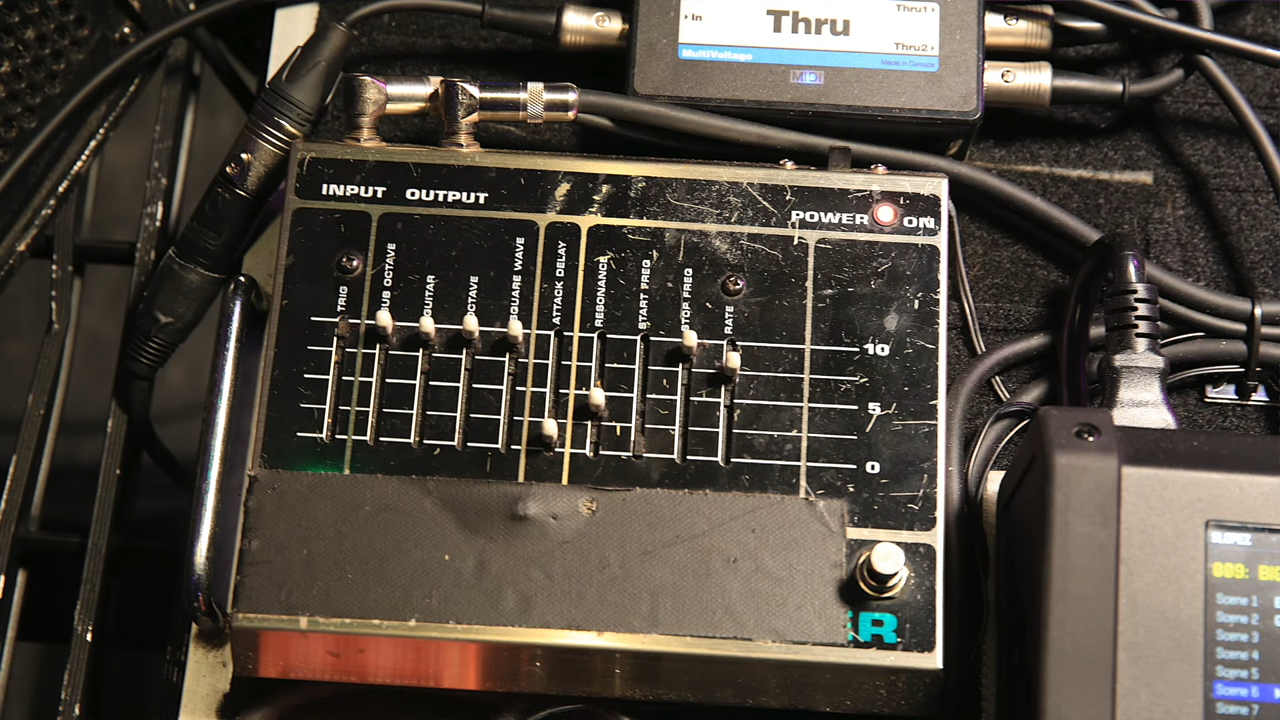 In
Thru
Thru1
Thru2
MultiVoltage
Made in Canada
MIDI
INPUT OUTPUT
POWER ON
TRIG
SUB OCTAVE
GUITAR
OCTAVE
SQUARE WAVE
ATTACK DELAY
RESONANCE
START FREQ
STOP FREQ
RATE
10
5
0
ER
009: BI
Scene 1
Scene 2
Scene 3
Scene 4
Scene 5
Scene 6
Scene 7